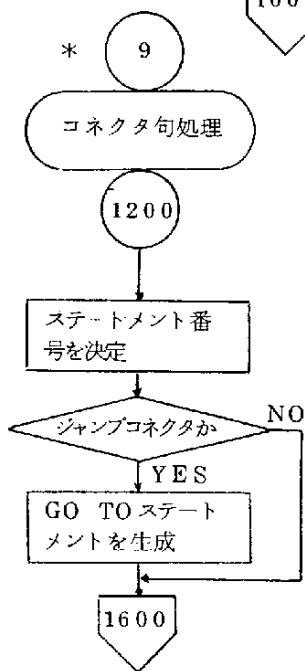 * 9
コネクタ句処理
1200
ステートメント番
号を決定
ジャンプコネクタか
NO
YES
GO TO ステート
メントを生成
1600